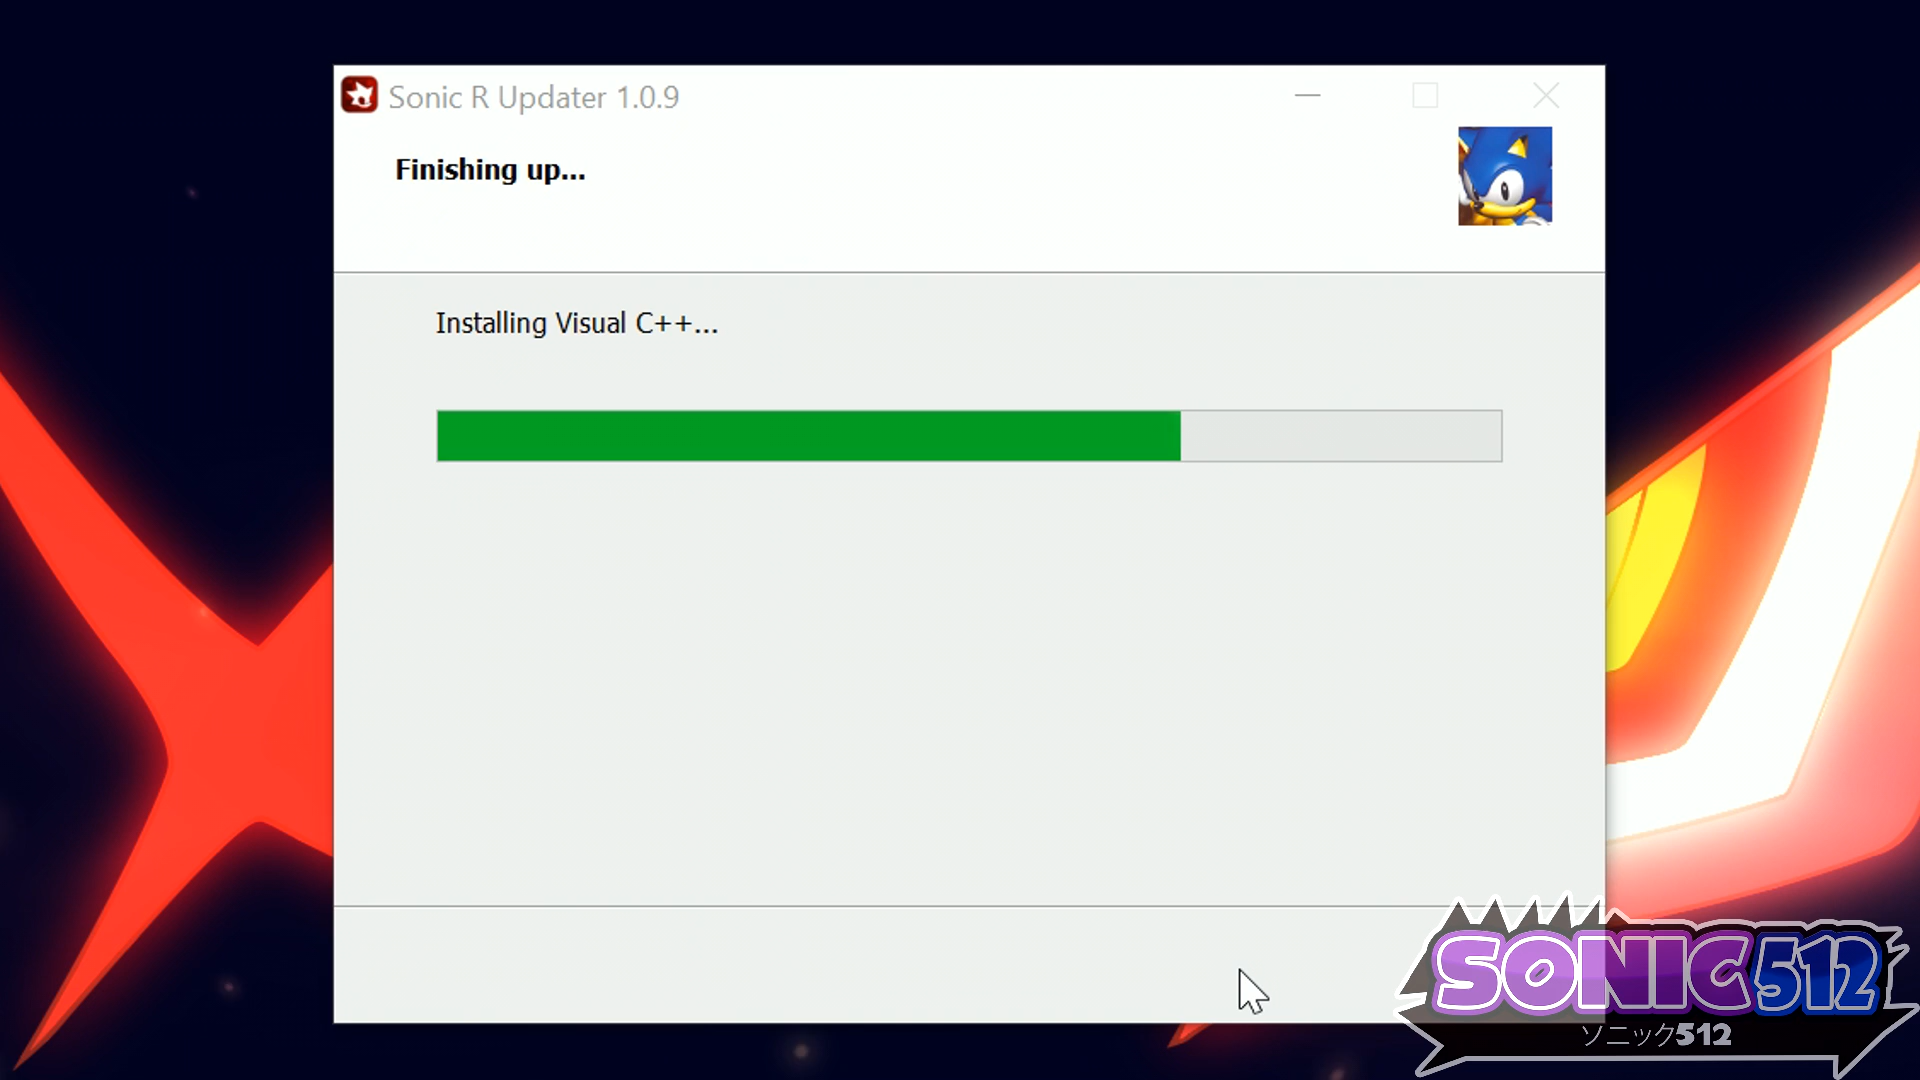 Sonic R Updater 1.0.9
Finishing up...
Installing Visual C++...
SONIC512
ソニック512